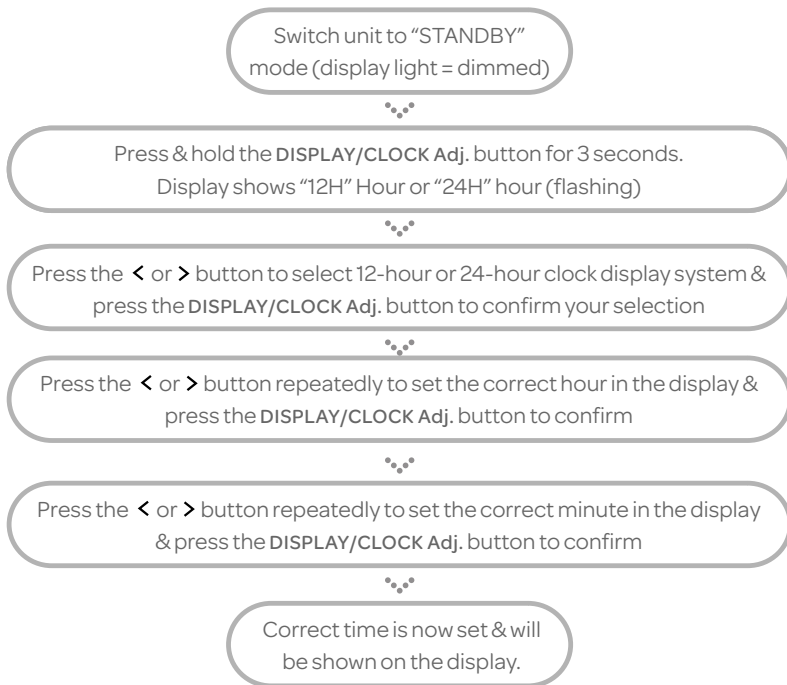 Switch unit to “STANDBY”
mode (display light = dimmed)
Press & hold the DISPLAY/CLOCK Adj. button for 3 seconds.
Display shows “12H” Hour or “24H” hour (flashing)
Press the < or > button to select 12-hour or 24-hour clock display system &
press the DISPLAY/CLOCK Adj. button to confirm your selection
Press the < or > button repeatedly to set the correct hour in the display &
press the DISPLAY/CLOCK Adj. button to confirm
Press the < or > button repeatedly to set the correct minute in the display
& press the DISPLAY/CLOCK Adj. button to confirm
Correct time is now set & will
be shown on the display.